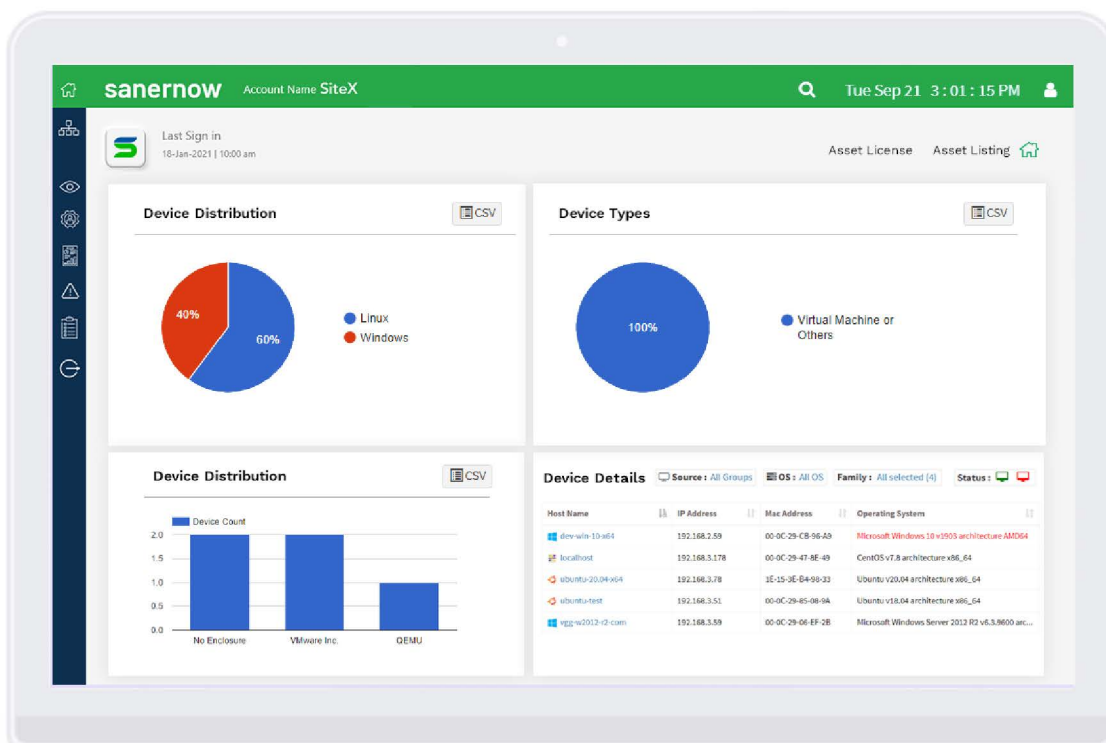 sanernow Account Name SiteX Tue Sep 21 3:01:15 PM
Last Sign in
18-Jan-2021 | 10:00 am
Asset License Asset Listing
Device Distribution CSV
40%
60%
Linux
Windows
Device Types CSV
100%
Virtual Machine or
Others
Device Distribution CSV
Device Count
2.0
1.5
1.0
0.5
0.0
No Enclosure VMware Inc. QEMU
Device Details Source : All Groups OS : All OS Family : All selected (4) Status :
Host Name IP Address Mac Address Operating System
dev-win-10-x64 192.168.2.59 00-0C-29-CB-96-A9 Microsoft Windows 10 v1903 architecture AMD64
localhost 192.168.3.178 00-0C-29-47-8E-49 CentOS v7.8 architecture x86_64
ubuntu-20.04-x64 192.168.3.78 1E-15-3E-B4-98-33 Ubuntu v20.04 architecture x86_64
ubuntu-test 192.168.3.51 00-0C-29-85-08-9A Ubuntu v18.04 architecture x86_64
vgg-w2012-r2-com 192.168.3.59 00-0C-29-06-EF-2B Microsoft Windows Server 2012 R2 v6.3.9600 arc...